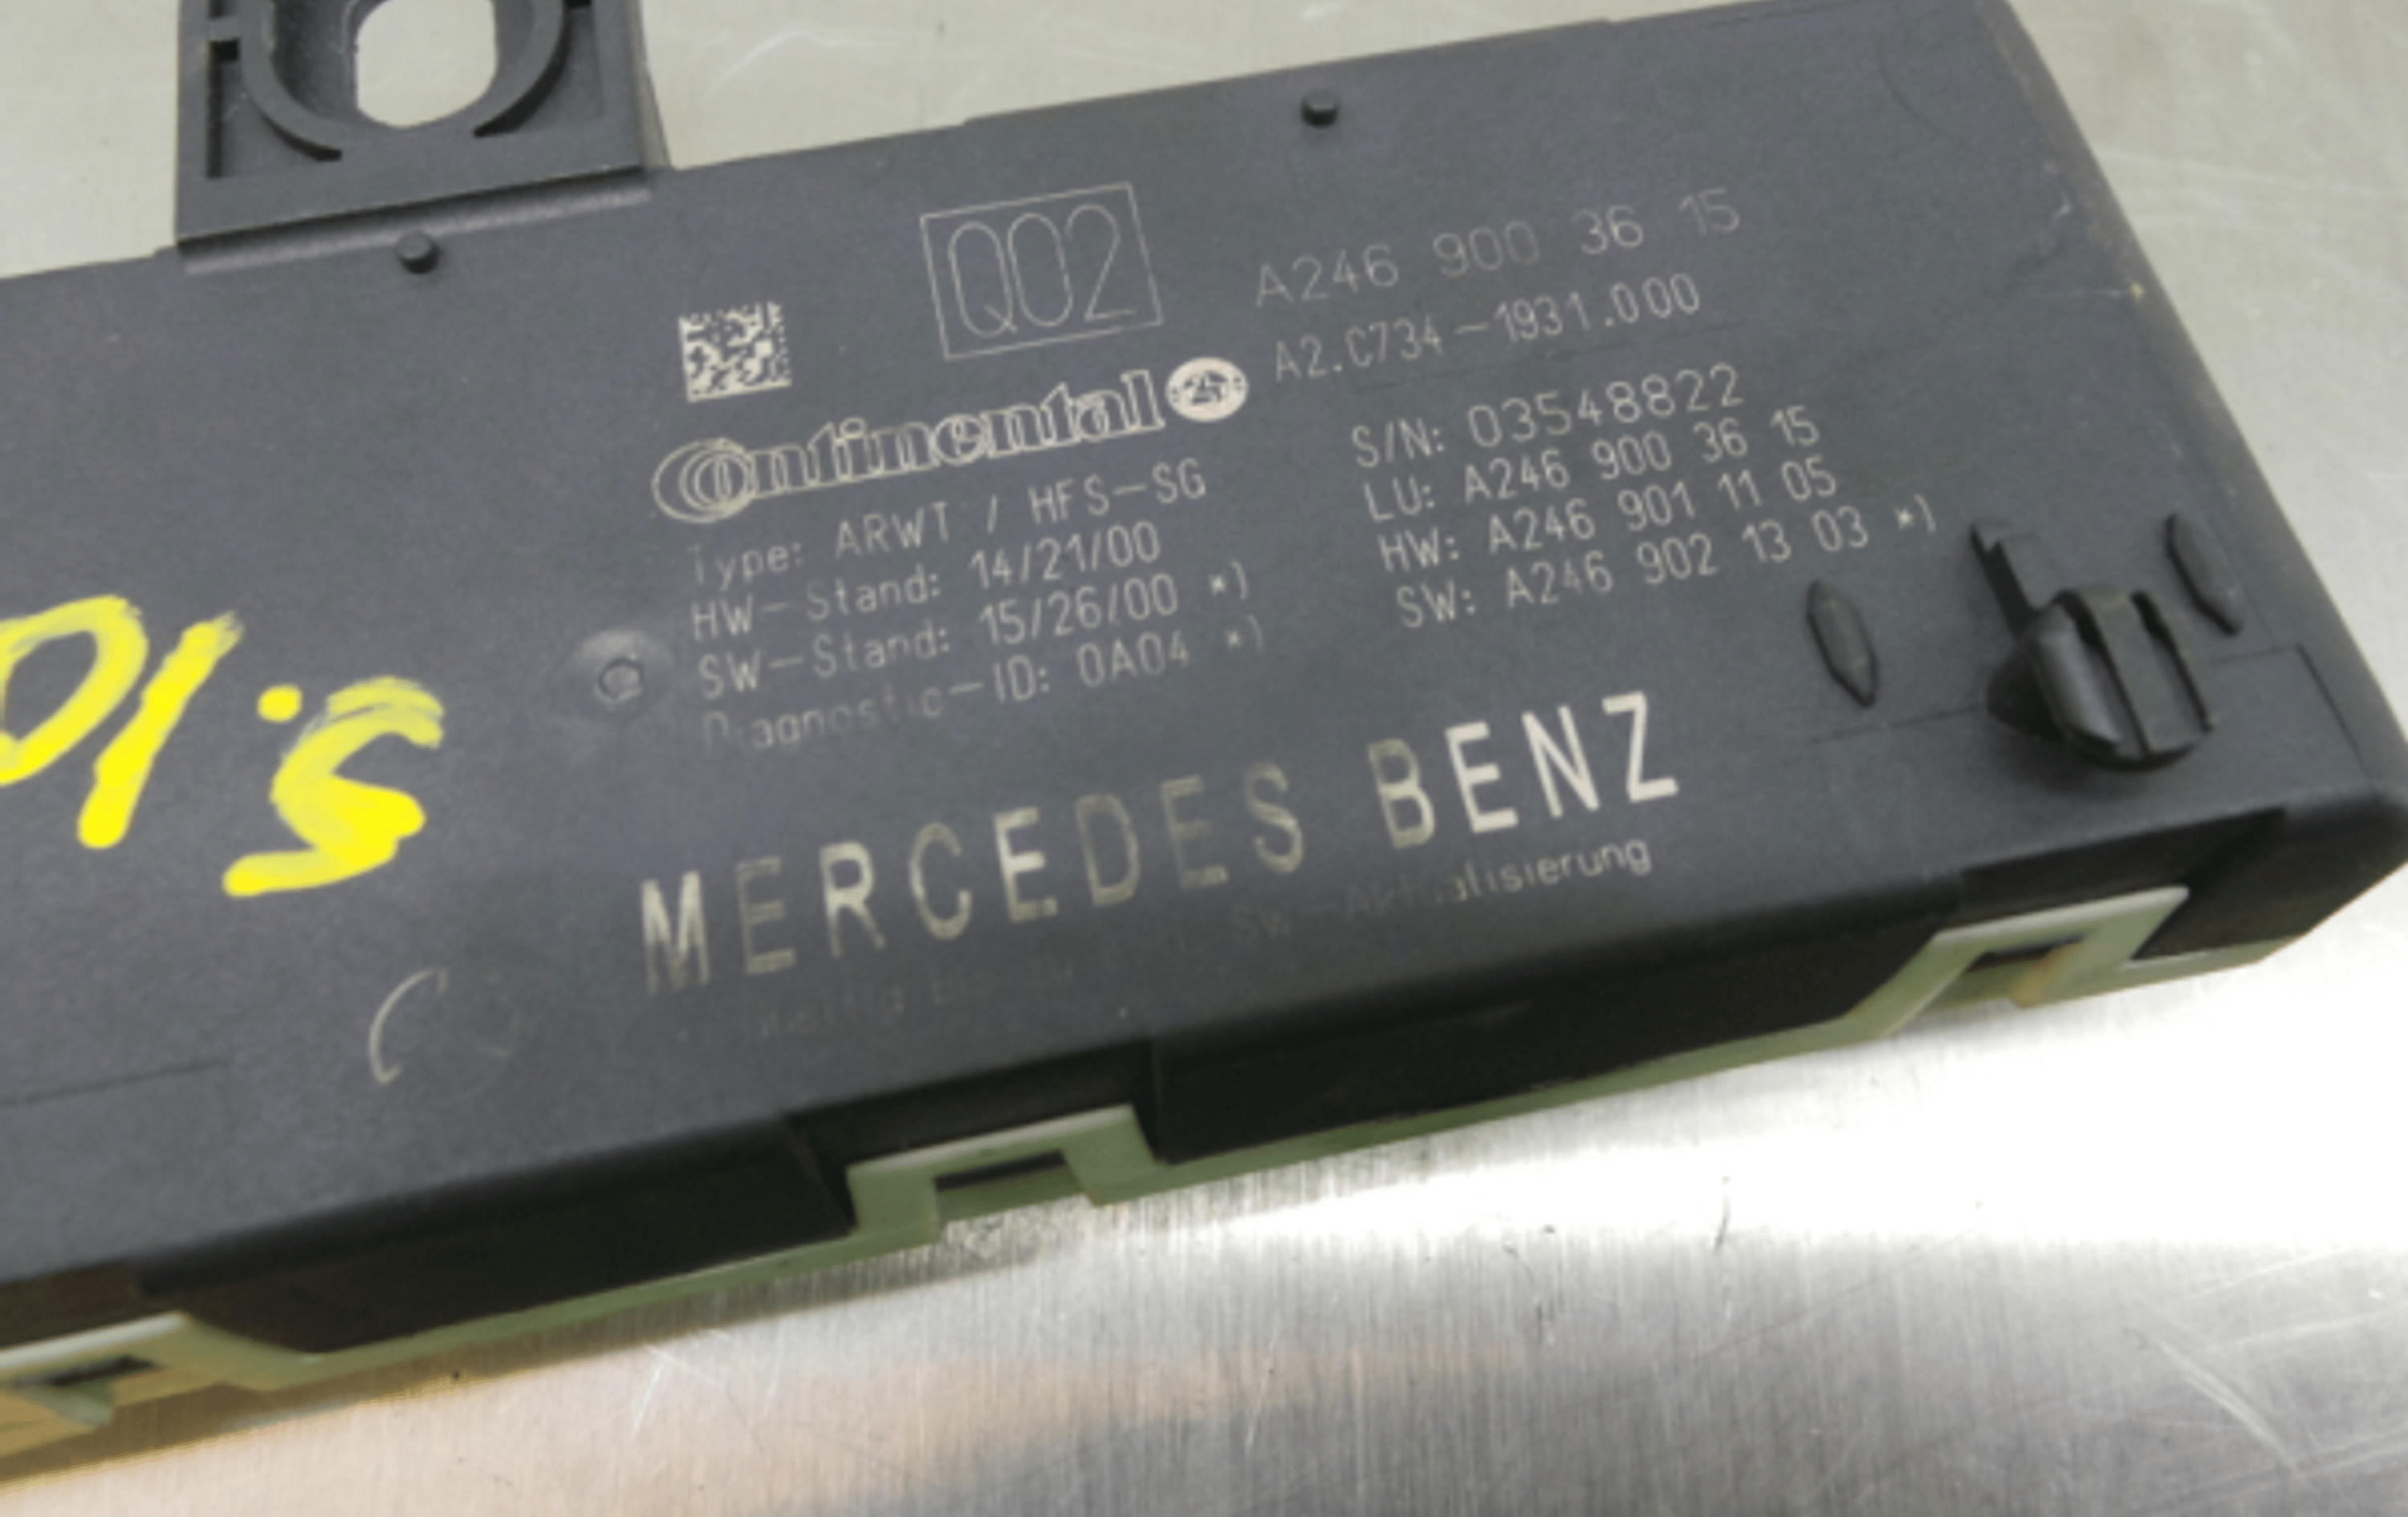 Q02
A246 900 36 15
A2.C734-1931.000
Continental
Type: ARWT / HFS-SG
HW-Stand: 14/21/00
SW-Stand: 15/26/00 *)
Diagnostic-ID: 0A04 *)
S/N: 03548822
LU: A246 900 36 15
HW: A246 901 11 05
SW: A246 902 13 03 *)
MERCEDES BENZ
SW-Aktualisierung